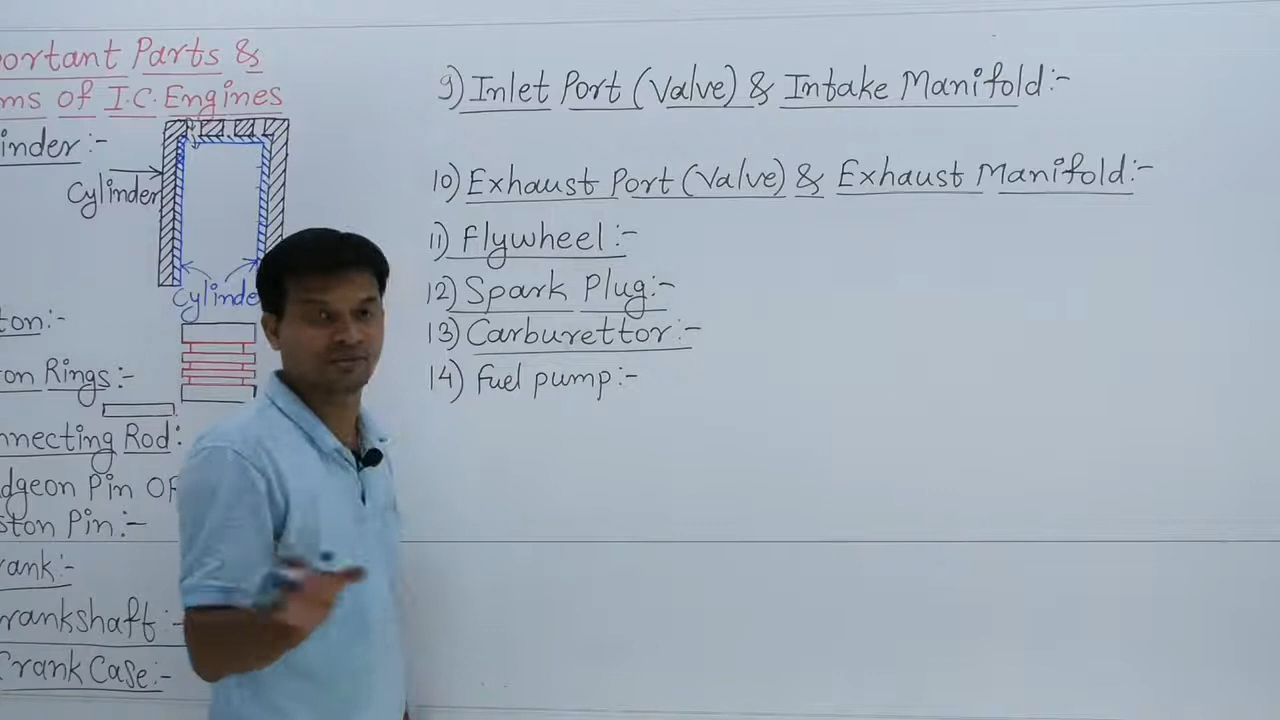 ortant Parts &
ms of I.C. Engines
inder:-
Cylinder
Cylinde
ton:-
on Rings:-
nnecting Rod:
dgeon Pin OR
ston Pin:-
rank:-
rankshaft:-
Crank Case:-
9) Inlet Port (Valve) & Intake Manifold:-
10) Exhaust Port (Valve) & Exhaust Manifold:-
11) Flywheel:-
12) Spark Plug:-
13) Carburettor:-
14) Fuel pump:-